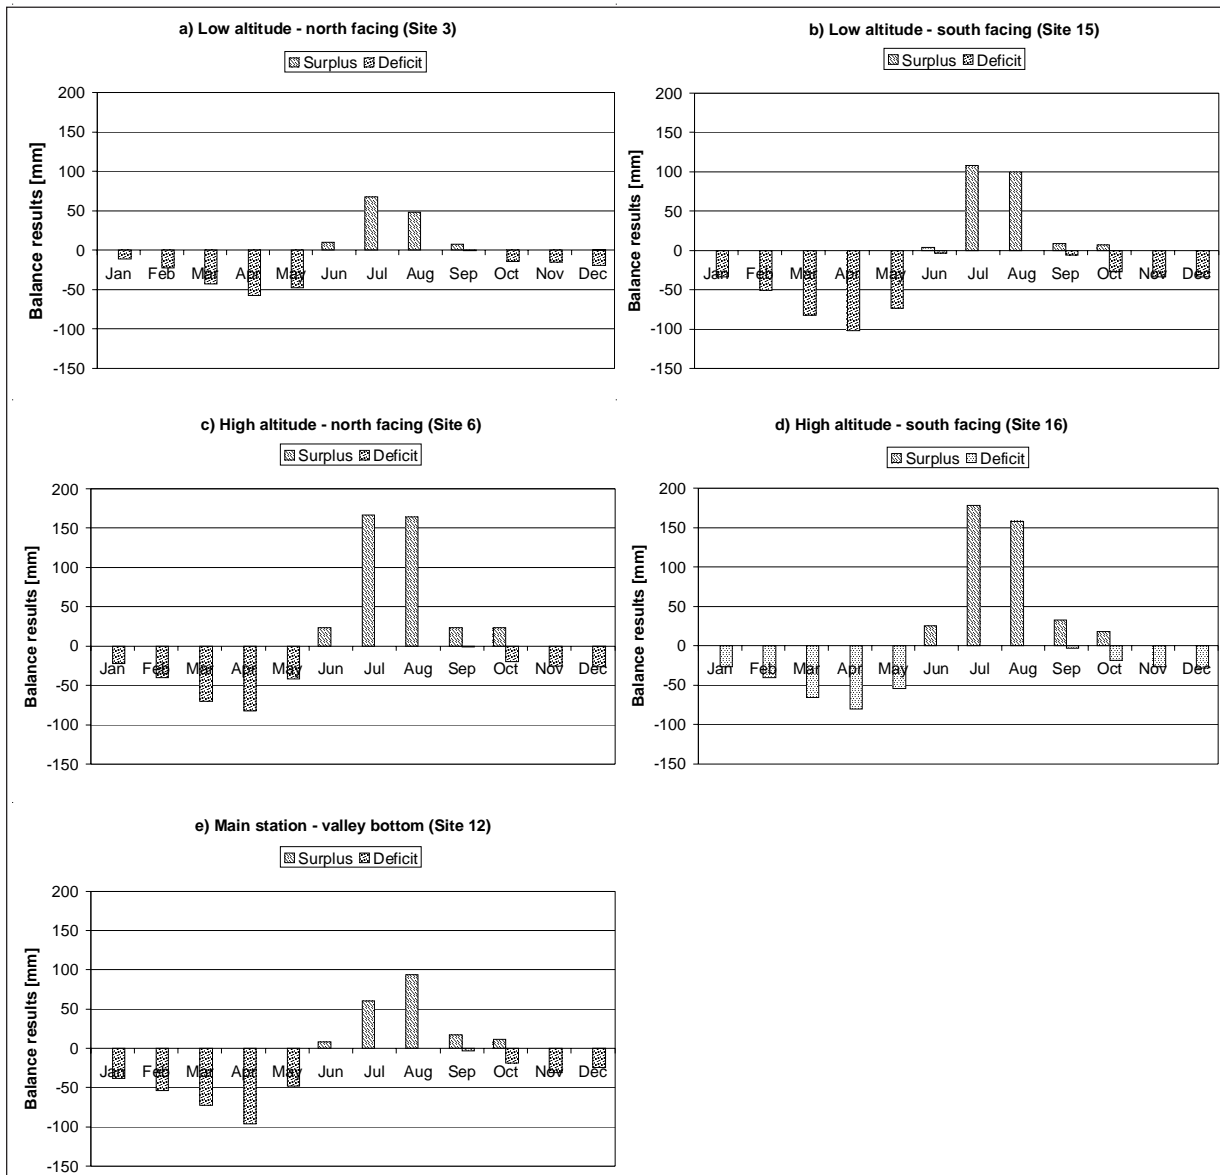 a) Low altitude - north facing (Site 3)
Surplus Deficit
Balance results [mm]
200
150
100
50
0
-50
-100
-150
Jan Feb Mar Apr May Jun Jul Aug Sep Oct Nov Dec
b) Low altitude - south facing (Site 15)
Surplus Deficit
Balance results [mm]
200
150
100
50
0
-50
-100
-150
Jan Feb Mar Apr May Jun Jul Aug Sep Oct Nov Dec
c) High altitude - north facing (Site 6)
Surplus Deficit
Balance results [mm]
200
150
100
50
0
-50
-100
-150
Jan Feb Mar Apr May Jun Jul Aug Sep Oct Nov Dec
d) High altitude - south facing (Site 16)
Surplus Deficit
Balance results [mm]
200
150
100
50
0
-50
-100
-150
Jan Feb Mar Apr May Jun Jul Aug Sep Oct Nov Dec
e) Main station - valley bottom (Site 12)
Surplus Deficit
Balance results [mm]
200
150
100
50
0
-50
-100
-150
Jan Feb Mar Apr May Jun Jul Aug Sep Oct Nov Dec